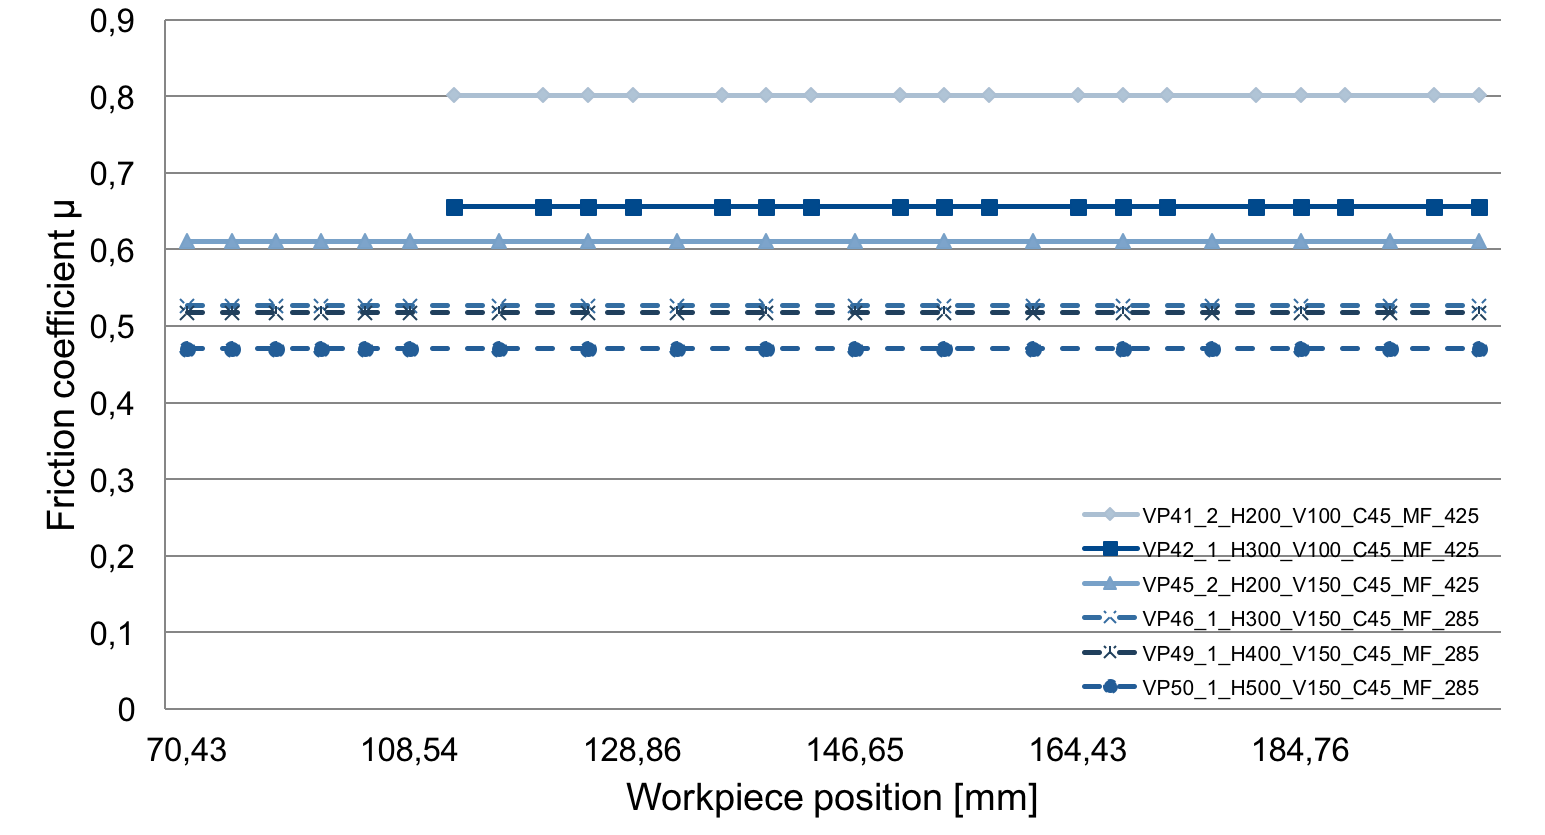 0,9
0,8
0,7
0,6
0,5
0,4
0,3
0,2
0,1
0
Friction coefficient µ
VP41_2_H200_V100_C45_MF_425
VP42_1_H300_V100_C45_MF_425
VP45_2_H200_V150_C45_MF_425
VP46_1_H300_V150_C45_MF_285
VP49_1_H400_V150_C45_MF_285
VP50_1_H500_V150_C45_MF_285
70,43 108,54 128,86 146,65 164,43 184,76
Workpiece position [mm]